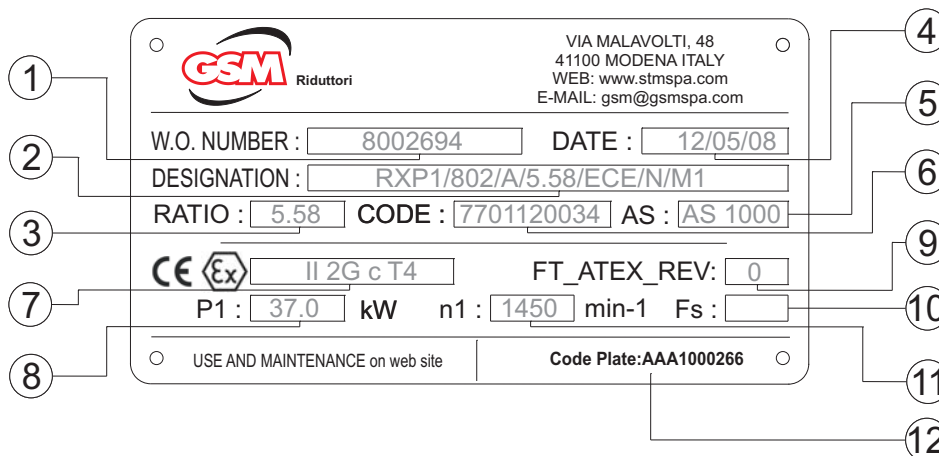 GSM Riduttori
VIA MALAVOLTI, 48
41100 MODENA ITALY
WEB: www.stmspa.com
E-MAIL: gsm@gsmspa.com
W.O. NUMBER : 8002694 DATE : 12/05/08
DESIGNATION : RXP1/802/A/5.58/ECE/N/M1
RATIO : 5.58 CODE : 7701120034 AS : AS 1000
CE Ex II 2G c T4 FT_ATEX_REV: 0
P1 : 37.0 kW n1 : 1450 min-1 Fs :
USE AND MAINTENANCE on web site Code Plate:AAA1000266
1
2
3
7
8
4
5
6
9
10
11
12